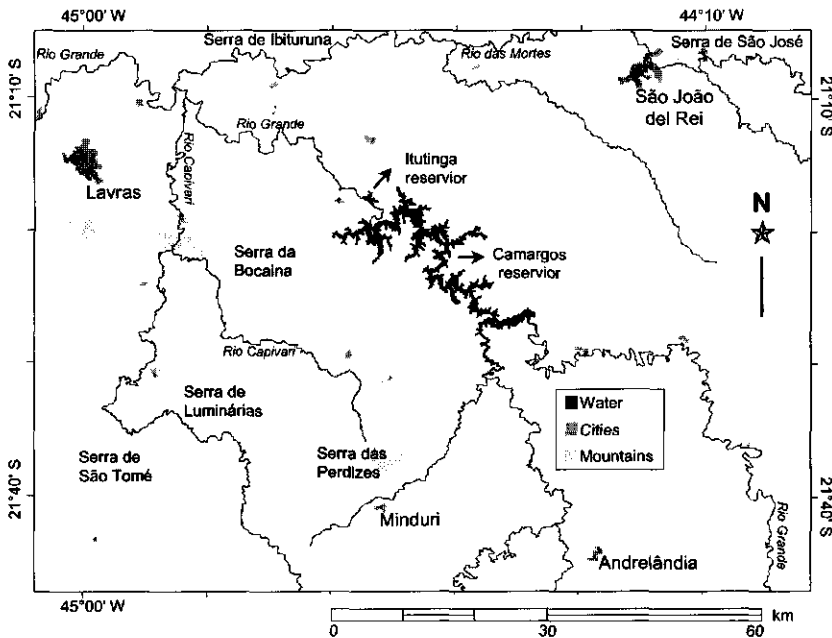 45°00' W
44°10' W
Serra de Ibituruna
Serra de São José
Rio Grande
Rio das Mortes
21°10' S
21°10' S
São João
del Rei
Rio Grande
Rio Capivari
Lavras
Itutinga
reservior
N
Serra da
Bocaina
Camargos
reservior
Rio Capivari
Serra de
Luminárias
Water
Cities
Mountains
Serra de
São Tomé
Serra das
Perdizes
21°40' S
21°40' S
Minduri
Rio Grande
Andrelândia
45°00' W
km
0
30
60